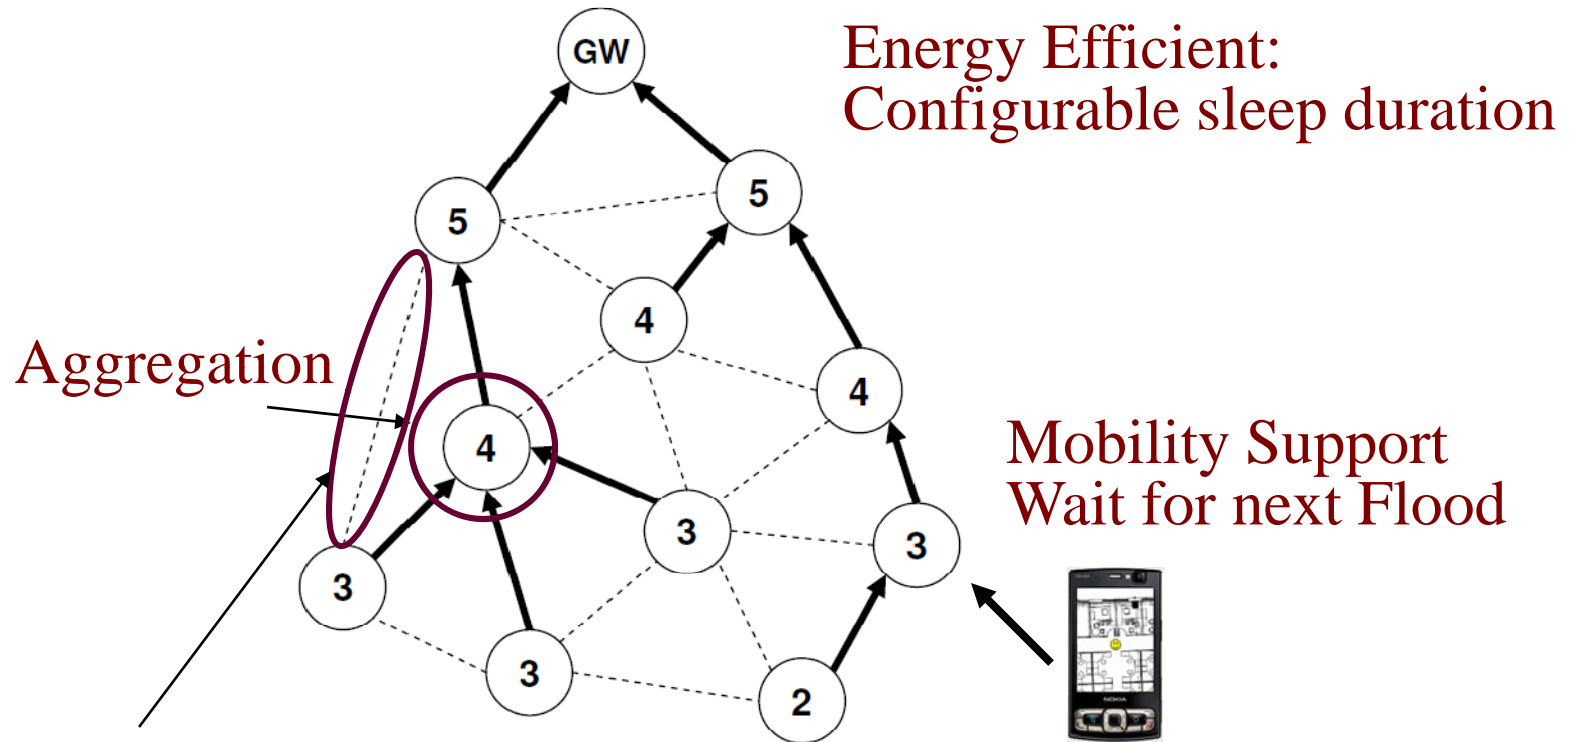 GW
Energy Efficient:
Configurable sleep duration
5
5
4
Aggregation
4
4
Mobility Support
Wait for next Flood
3
3
3
3
2
NOKIA